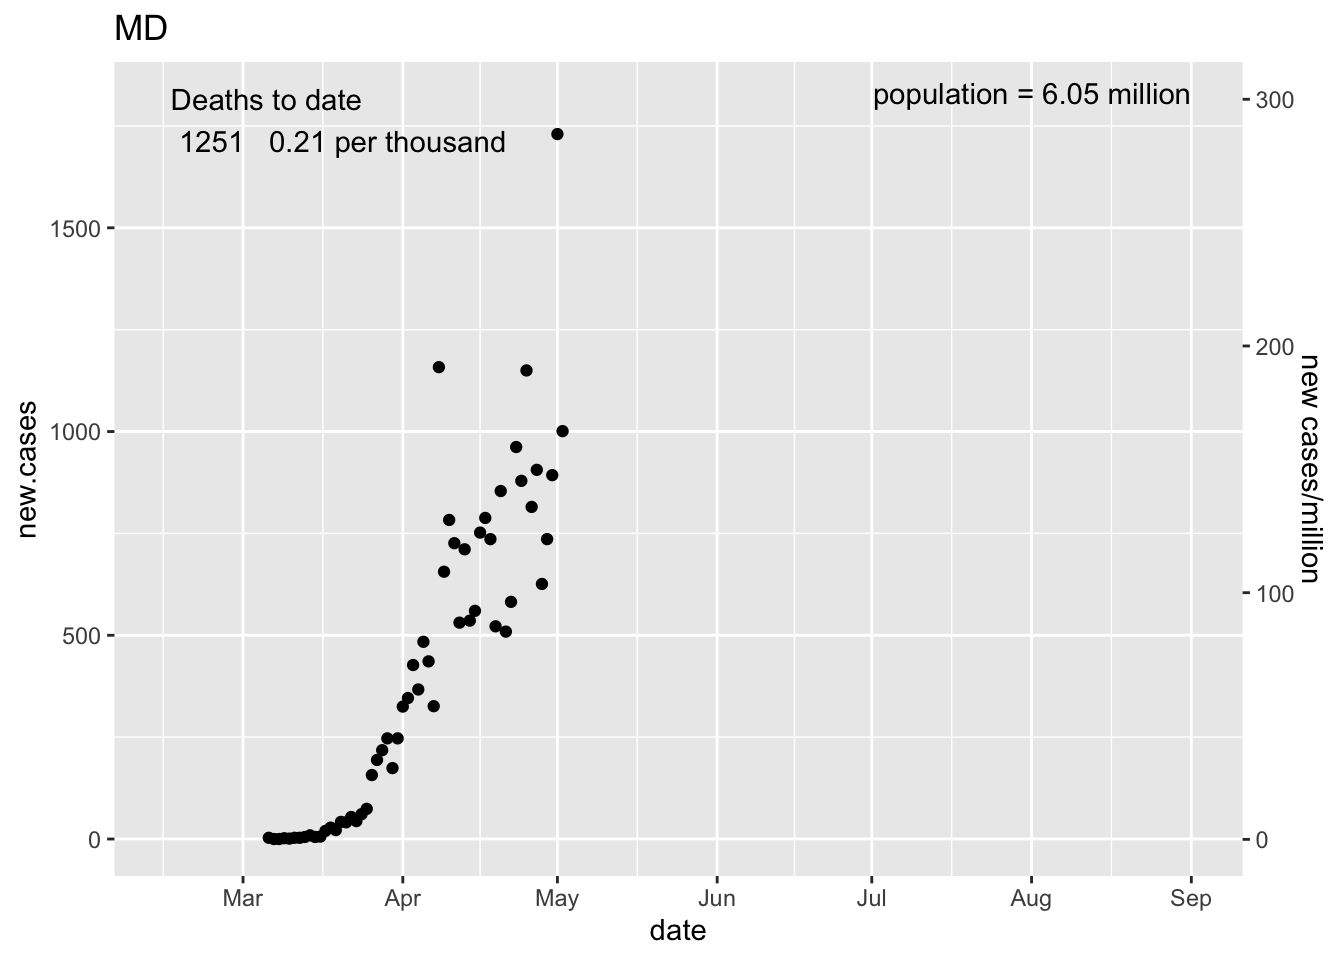 MD
Deaths to date
1251   0.21 per thousand
population = 6.05 million
new.cases
1500
1000
500
0
300
200
100
0
new cases/million
Mar Apr May Jun Jul Aug Sep
date